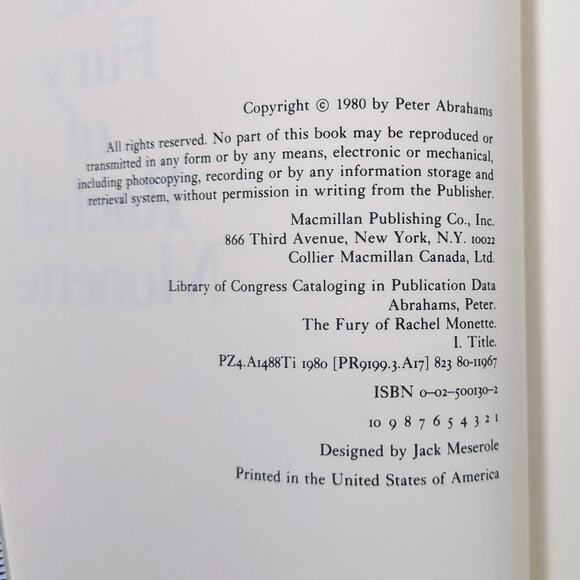 Copyright © 1980 by Peter Abrahams
All rights reserved. No part of this book may be reproduced or
transmitted in any form or by any means, electronic or mechanical,
including photocopying, recording or by any information storage and
retrieval system, without permission in writing from the Publisher.
Macmillan Publishing Co., Inc.
866 Third Avenue, New York, N.Y. 10022
Collier Macmillan Canada, Ltd.
Library of Congress Cataloging in Publication Data
Abrahams, Peter.
The Fury of Rachel Monette.
I. Title.
PZ4.A1488Ti 1980 [PR9199.3.A17] 823 80-11967
ISBN 0-02-500130-2
10 9 8 7 6 5 4 3 2 1
Designed by Jack Meserole
Printed in the United States of America
The
Fury
of
Rachel
Monette